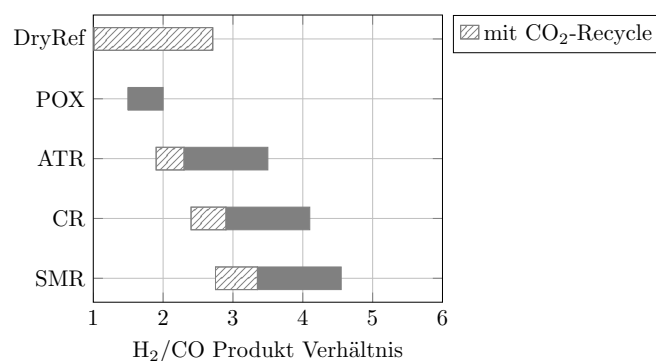 DryRef
mit CO₂-Recycle
POX
ATR
CR
SMR
1 2 3 4 5 6
H₂/CO Produkt Verhältnis